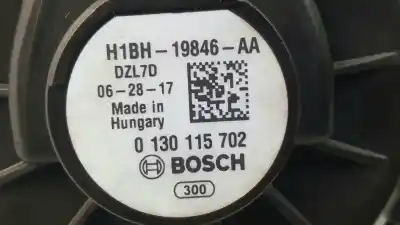 H1BH-19846-AA
DZL7D
06-28-17
Made in
Hungary
0 130 115 702
BOSCH
300